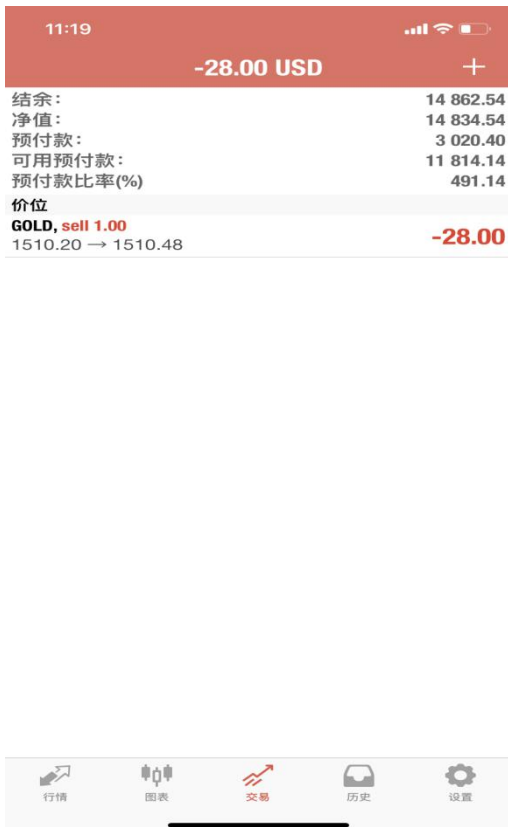 11:19
-28.00 USD
结余: 14 862.54
净值: 14 834.54
预付款: 3 020.40
可用预付款: 11 814.14
预付款比率(%) 491.14
价位
GOLD, sell 1.00
1510.20 → 1510.48 -28.00
行情 图表 交易 历史 设置